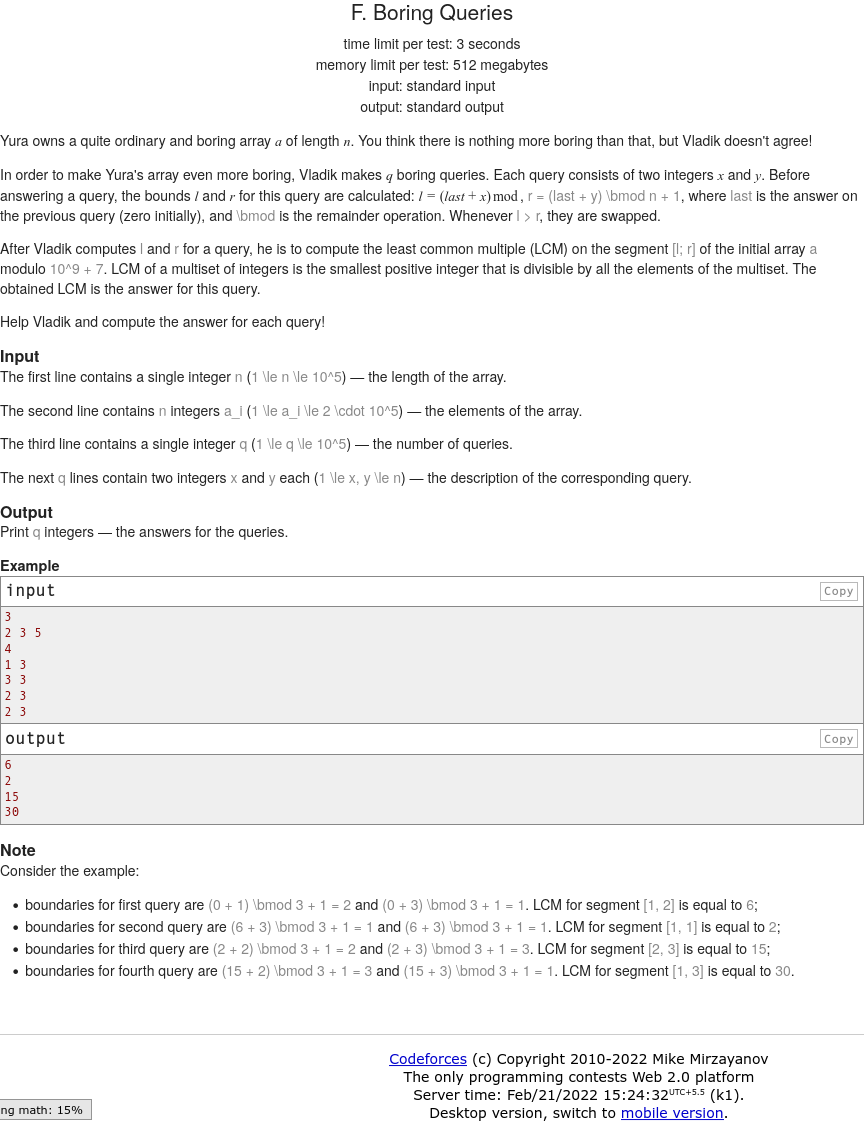 F. Boring Queries
time limit per test: 3 seconds
memory limit per test: 512 megabytes
input: standard input
output: standard output
Yura owns a quite ordinary and boring array a of length n. You think there is nothing more boring than that, but Vladik doesn't agree!
In order to make Yura's array even more boring, Vladik makes q boring queries. Each query consists of two integers x and y. Before
answering a query, the bounds l and r for this query are calculated: l = (last + x) mod , r = (last + y) \bmod n + 1, where last is the answer on
the previous query (zero initially), and \bmod is the remainder operation. Whenever l > r, they are swapped.
After Vladik computes l and r for a query, he is to compute the least common multiple (LCM) on the segment [l; r] of the initial array a
modulo 10^9 + 7. LCM of a multiset of integers is the smallest positive integer that is divisible by all the elements of the multiset. The
obtained LCM is the answer for this query.
Help Vladik and compute the answer for each query!
Input
The first line contains a single integer n (1 \le n \le 10^5) — the length of the array.
The second line contains n integers a_i (1 \le a_i \le 2 \cdot 10^5) — the elements of the array.
The third line contains a single integer q (1 \le q \le 10^5) — the number of queries.
The next q lines contain two integers x and y each (1 \le x, y \le n) — the description of the corresponding query.
Output
Print q integers — the answers for the queries.
Example
input Copy
3
2 3 5
4
1 3
3 3
2 3
2 3
output Copy
6
2
15
30
Note
Consider the example:
• boundaries for first query are (0 + 1) \bmod 3 + 1 = 2 and (0 + 3) \bmod 3 + 1 = 1. LCM for segment [1, 2] is equal to 6;
• boundaries for second query are (6 + 3) \bmod 3 + 1 = 1 and (6 + 3) \bmod 3 + 1 = 1. LCM for segment [1, 1] is equal to 2;
• boundaries for third query are (2 + 2) \bmod 3 + 1 = 2 and (2 + 3) \bmod 3 + 1 = 3. LCM for segment [2, 3] is equal to 15;
• boundaries for fourth query are (15 + 2) \bmod 3 + 1 = 3 and (15 + 3) \bmod 3 + 1 = 1. LCM for segment [1, 3] is equal to 30.
Codeforces (c) Copyright 2010-2022 Mike Mirzayanov
The only programming contests Web 2.0 platform
Server time: Feb/21/2022 15:24:32 UTC+5.5 (k1).
ng math: 15%
Desktop version, switch to mobile version.